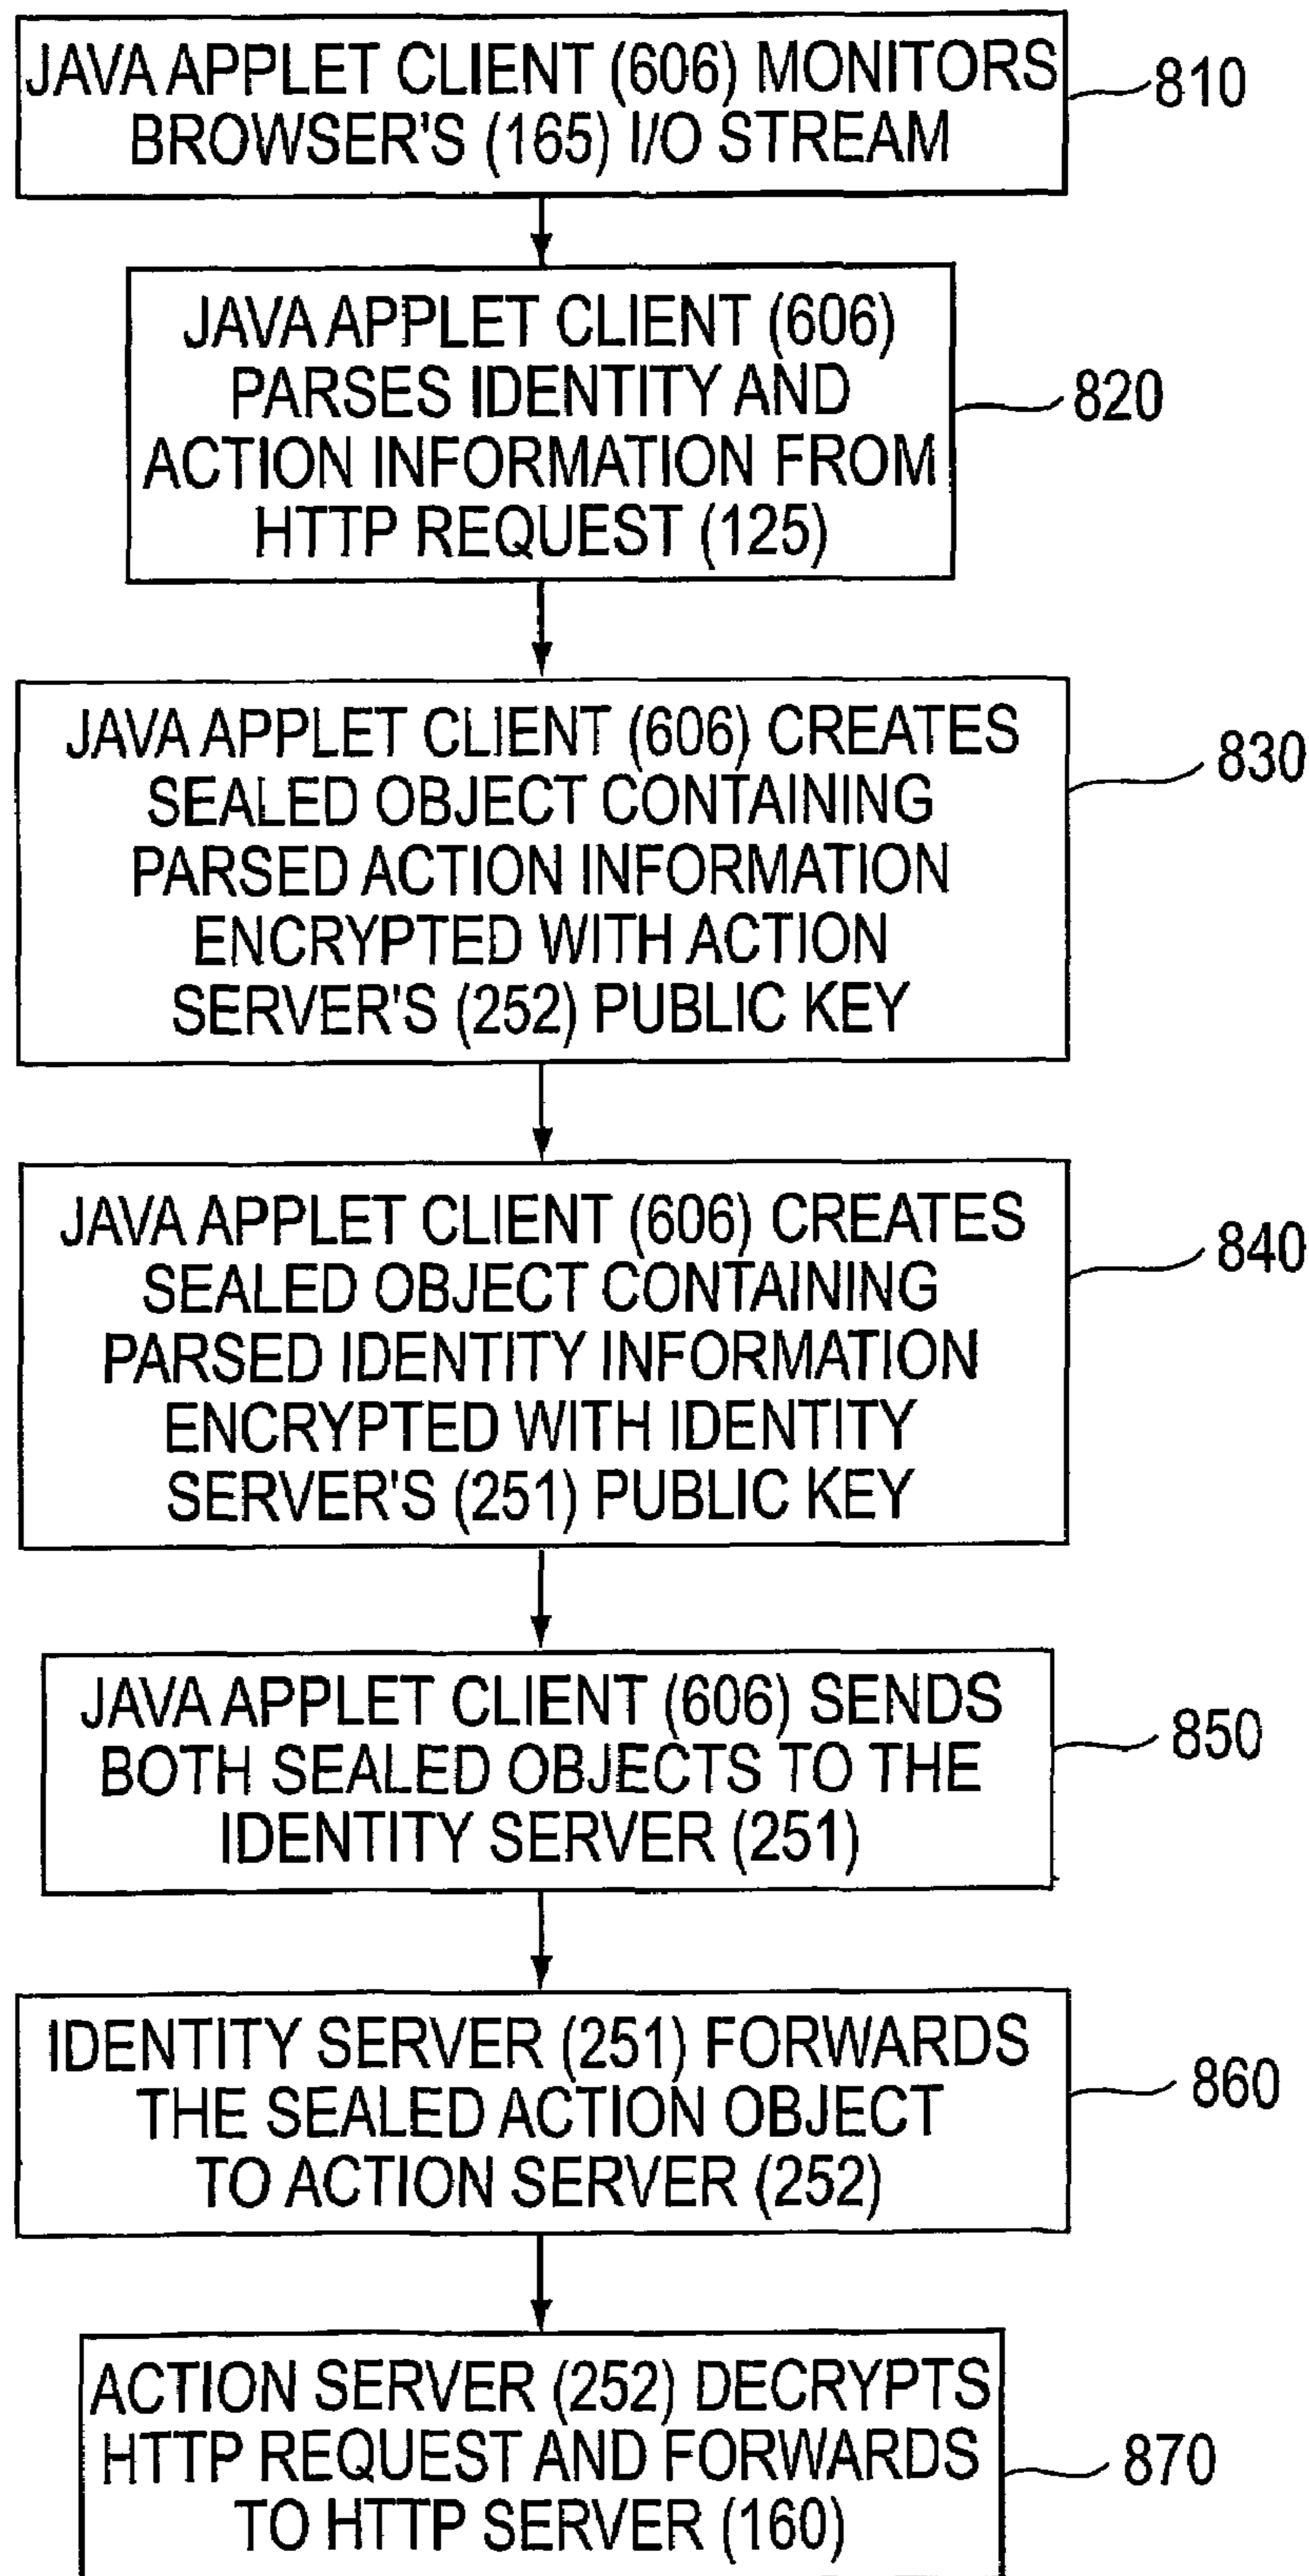 JAVA APPLET CLIENT (606) MONITORS
BROWSER'S (165) I/O STREAM
810
JAVA APPLET CLIENT (606)
PARSES IDENTITY AND
ACTION INFORMATION FROM
HTTP REQUEST (125)
820
JAVA APPLET CLIENT (606) CREATES
SEALED OBJECT CONTAINING
PARSED ACTION INFORMATION
ENCRYPTED WITH ACTION
SERVER'S (252) PUBLIC KEY
830
JAVA APPLET CLIENT (606) CREATES
SEALED OBJECT CONTAINING
PARSED IDENTITY INFORMATION
ENCRYPTED WITH IDENTITY
SERVER'S (251) PUBLIC KEY
840
JAVA APPLET CLIENT (606) SENDS
BOTH SEALED OBJECTS TO THE
IDENTITY SERVER (251)
850
IDENTITY SERVER (251) FORWARDS
THE SEALED ACTION OBJECT
TO ACTION SERVER (252)
860
ACTION SERVER (252) DECRYPTS
HTTP REQUEST AND FORWARDS
TO HTTP SERVER (160)
870